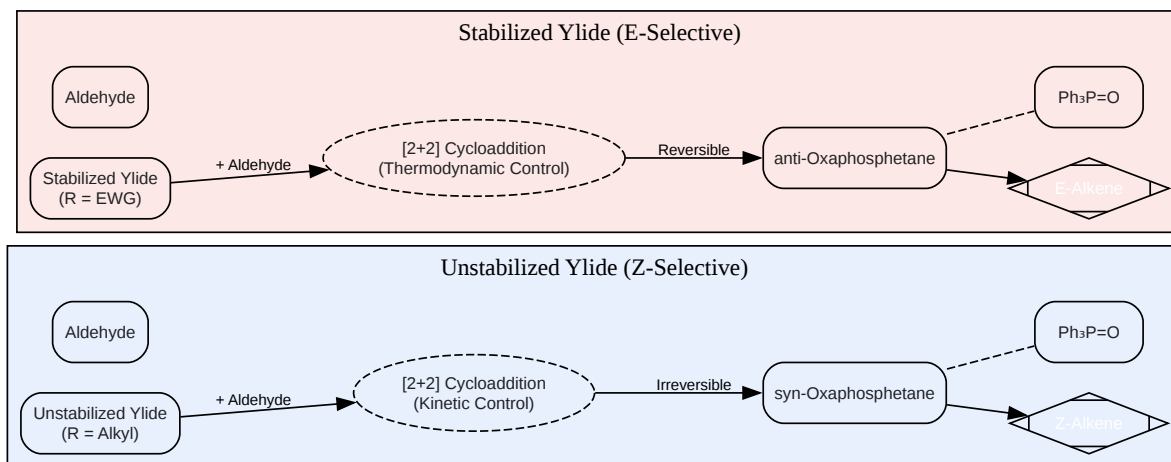 Stabilized Ylide (E-Selective)
Aldehyde
Ph₃P=O
[2+2] Cycloaddition
(Thermodynamic Control)
+ Aldehyde
Reversible
anti-Oxaphosphetane
Stabilized Ylide
(R = EWG)
E-Alkene
Unstabilized Ylide (Z-Selective)
Aldehyde
Ph₃P=O
[2+2] Cycloaddition
(Kinetic Control)
+ Aldehyde
Irreversible
syn-Oxaphosphetane
Unstabilized Ylide
(R = Alkyl)
Z-Alkene